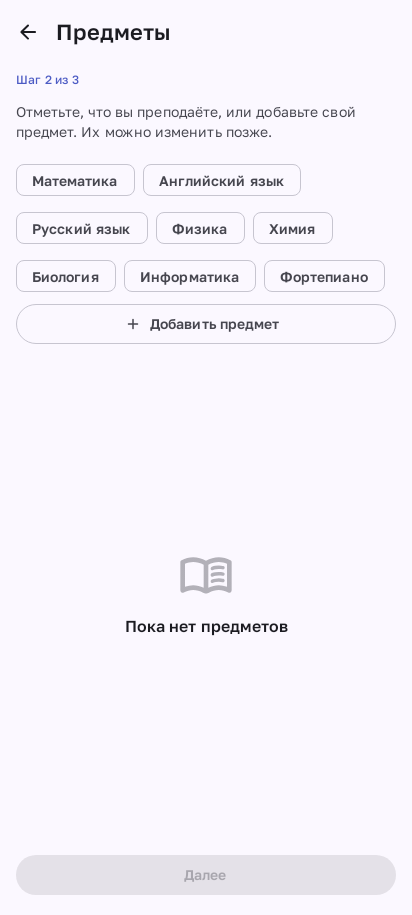 Предметы
Шаг 2 из 3
Отметьте, что вы преподаёте, или добавьте свой
предмет. Их можно изменить позже.
Математика
Английский язык
Русский язык
Физика
Химия
Биология
Информатика
Фортепиано
Добавить предмет
Пока нет предметов
Далее